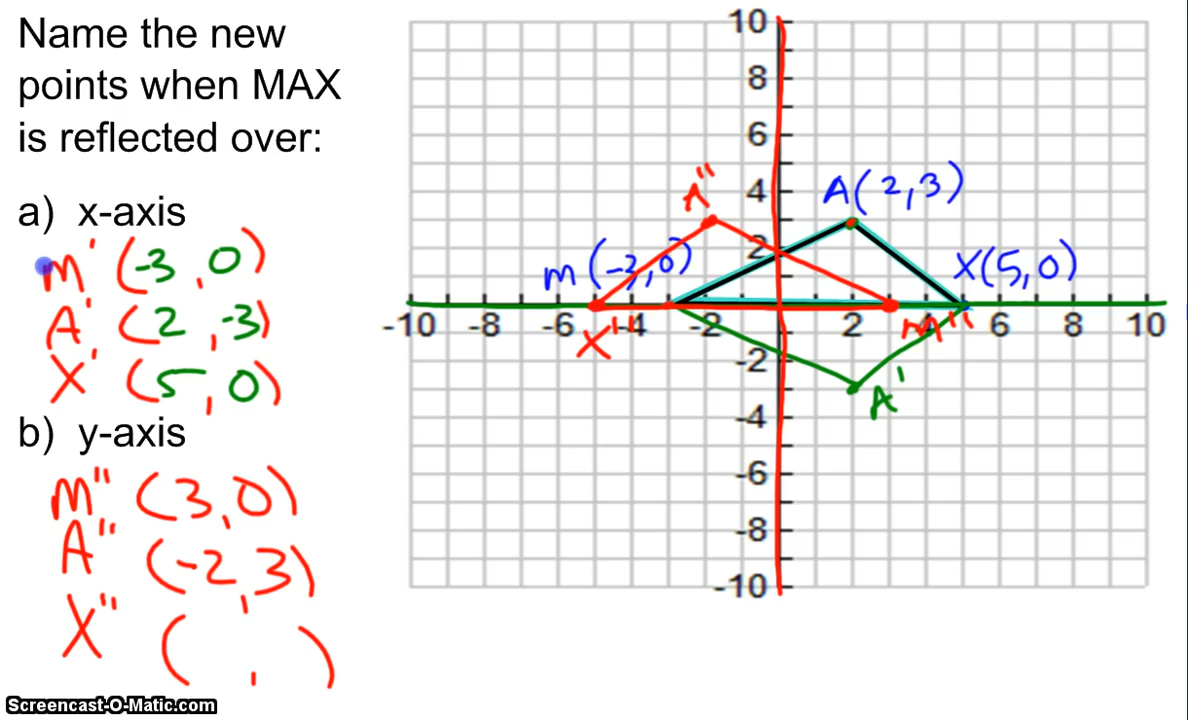 Name the new
points when MAX
is reflected over:
a) x-axis
M' (-3, 0)
A' (2, -3)
X' (5, 0)
b) y-axis
M" (3, 0)
A" (-2, 3)
X" ( , )
10
8
6
4
2
-2
-4
-6
-8
-10
-10 -8 -6 -4 -2 2 4 6 8 10
A"
A(2,3)
M(-3,0)
X(5,0)
X"
M"
A'
Screencast-O-Matic.com